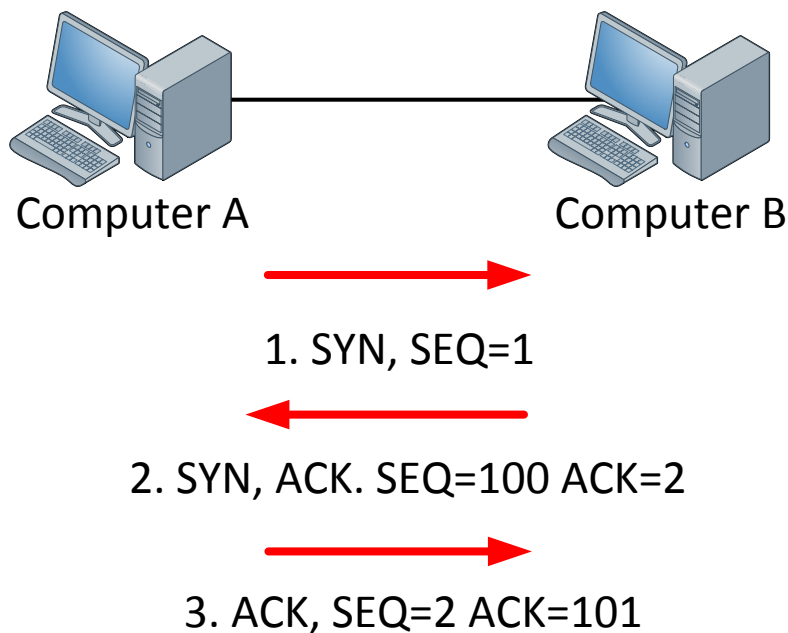 Computer A
Computer B
1. SYN, SEQ=1
2. SYN, ACK. SEQ=100 ACK=2
3. ACK, SEQ=2 ACK=101